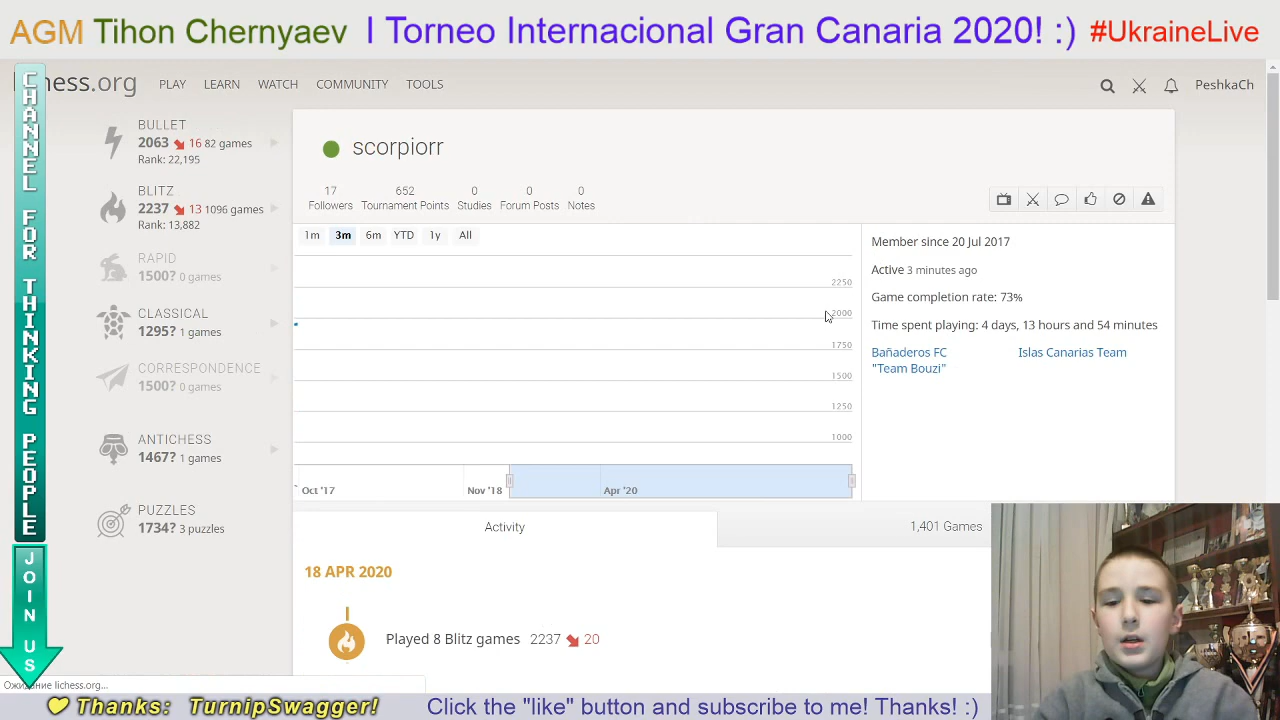 AGM Tihon Chernyaev I Torneo Internacional Gran Canaria 2020! :) #UkraineLive
hess.org PLAY LEARN WATCH COMMUNITY TOOLS PeshkaCh
CHANNEL FOR THINKING PEOPLE
JOIN US
BULLET
2063 16 82 games
Rank: 22,195
BLITZ
2237 13 1096 games
Rank: 13,882
RAPID
1500? 0 games
CLASSICAL
1295? 1 games
CORRESPONDENCE
1500? 0 games
ANTICHESS
1467? 1 games
PUZZLES
1734? 3 puzzles
scorpiorr
17 652 0 0 0
Followers Tournament Points Studies Forum Posts Notes
1m 3m 6m YTD 1y All
2250
2000
1750
1500
1250
1000
Oct '17 Nov '18 Apr '20
Member since 20 Jul 2017
Active 3 minutes ago
Game completion rate: 73%
Time spent playing: 4 days, 13 hours and 54 minutes
Bañaderos FC Islas Canarias Team
"Team Bouzi"
Activity 1,401 Games
18 APR 2020
Played 8 Blitz games 2237 20
Ожидание lichess.org...
Thanks: TurnipSwagger! Click the "like" button and subscribe to me! Thanks! :)